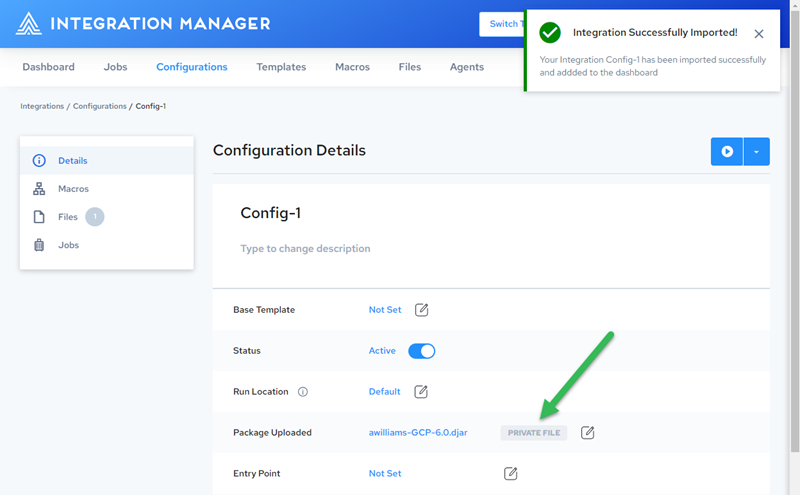 INTEGRATION MANAGER
Switch T
Integration Successfully Imported!
Your Integration Config-1 has been imported successfully
and addded to the dashboard
Dashboard Jobs Configurations Templates Macros Files Agents
Integrations / Configurations / Config-1
Details
Macros
Files 1
Jobs
Configuration Details
Config-1
Type to change description
Base Template Not Set
Status Active
Run Location Default
Package Uploaded awilliams-GCP-6.0.djar PRIVATE FILE
Entry Point Not Set